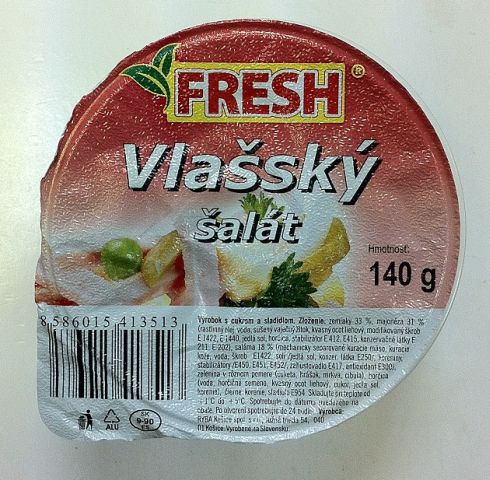 FRESH®
Vlašský
šalát
Hmotnosť:
140 g
8 586015 413513
Výrobok s cukrom a sladidlom. Zloženie: zemiaky 33 %, majonéza 31 %
(rastlinný olej, voda, sušený vaječný žĺtok, kvasný ocot liehový, modifikovaný škrob
E 1422, E 1440, jedlá soľ, horčica, stabilizátor E 412, E 415, konzervačné látky E
211, E 202), saláma 18 % (mechanicky separované kuracie mäso, kuracie
kože, voda, škrob E1422, soľ jedlá soľ, konzer. látka E250, koreniny,
stabilizátory /E450, E451, E452/, zahusťovadlo E417, antioxidant E300),
zelenina v rôznom pomere (uhorka, hrášok, mrkva, cibuľa), horčica
(voda, horčičné semeno, kvasný ocot liehový, cukor, jedlá soľ,
korenie), čierne korenie, sladidlo E954. Skladujte pri teplote od
+1°C do +5°C. Spotrebujte do dátumu uvedeného na
obale. Po otvorení spotrebujte do 24 hodín. Výrobca:
RYBA Košice spol. s r.o., Južná trieda 54, 040
01 Košice. Vyrobené na Slovensku
ALU
SK
9-90
ES